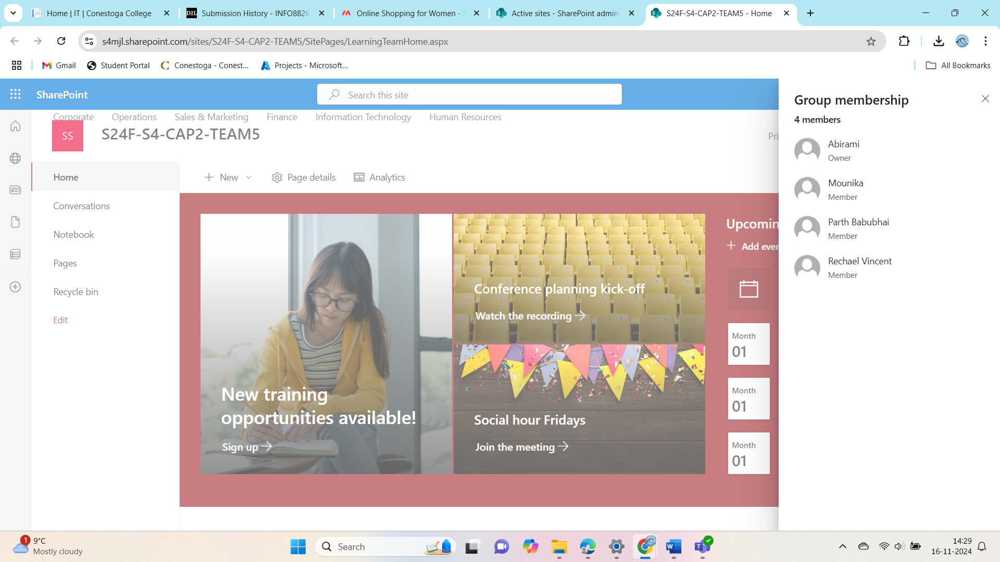 Home | IT | Conestoga College
Submission History - INFO8826
Online Shopping for Women - S
Active sites - SharePoint admin
S24F-S4-CAP2-TEAM5 - Home
s4mjl.sharepoint.com/sites/S24F-S4-CAP2-TEAM5/SitePages/LearningTeamHome.aspx
Gmail
Student Portal
Conestoga - Conest...
Projects - Microsoft...
All Bookmarks
SharePoint
Search this site
Corporate
Operations
Sales & Marketing
Finance
Information Technology
Human Resources
SS
S24F-S4-CAP2-TEAM5
Pri
Home
Conversations
Notebook
Pages
Recycle bin
Edit
New
Page details
Analytics
New training
opportunities available!
Sign up
Conference planning kick-off
Watch the recording
Social hour Fridays
Join the meeting
Upcomin
Add ever
Month
01
Month
01
Month
01
Group membership
4 members
Abirami
Owner
Mounika
Member
Parth Babubhai
Member
Rechael Vincent
Member
1
9°C
Mostly cloudy
Search
14:29
16-11-2024